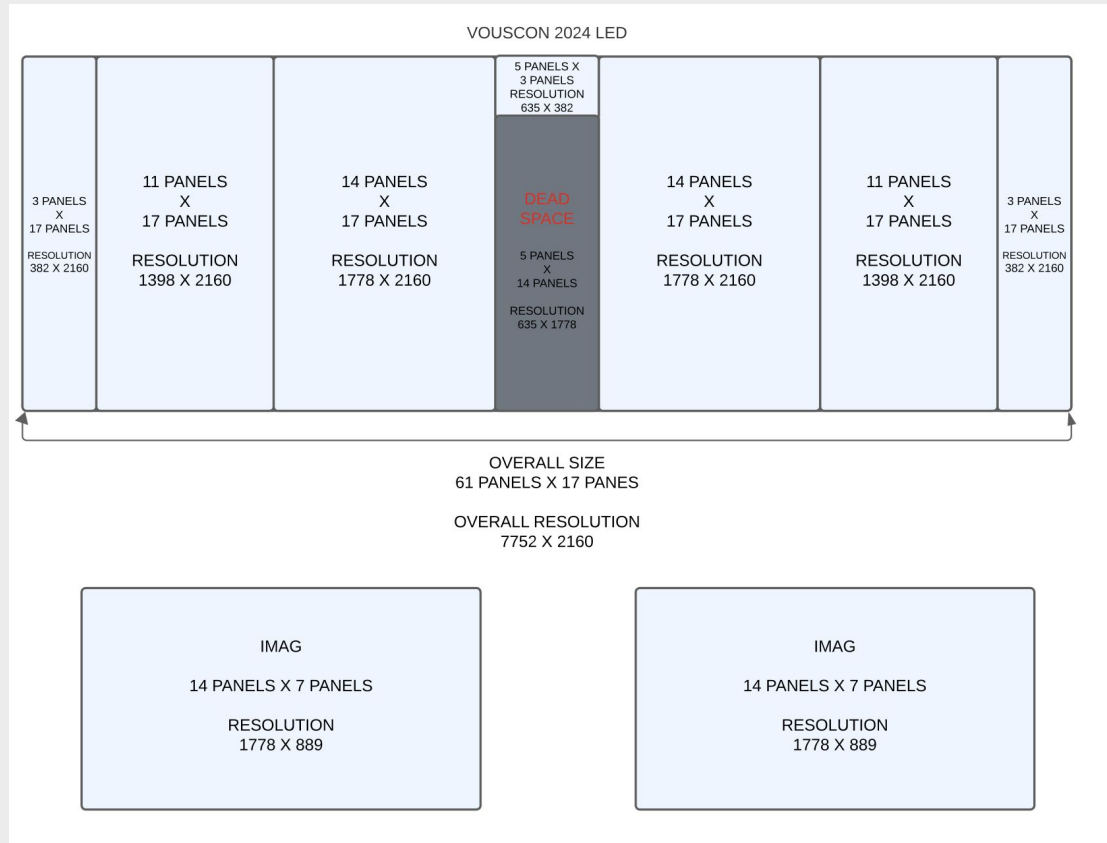 VOUSCON 2024 LED
3 PANELS
X
17 PANELS
RESOLUTION
382 X 2160
11 PANELS
X
17 PANELS
RESOLUTION
1398 X 2160
14 PANELS
X
17 PANELS
RESOLUTION
1778 X 2160
5 PANELS X
3 PANELS
RESOLUTION
635 X 382
DEAD
SPACE
5 PANELS
X
14 PANELS
RESOLUTION
635 X 1778
14 PANELS
X
17 PANELS
RESOLUTION
1778 X 2160
11 PANELS
X
17 PANELS
RESOLUTION
1398 X 2160
3 PANELS
X
17 PANELS
RESOLUTION
382 X 2160
OVERALL SIZE
61 PANELS X 17 PANES
OVERALL RESOLUTION
7752 X 2160
IMAG
14 PANELS X 7 PANELS
RESOLUTION
1778 X 889
IMAG
14 PANELS X 7 PANELS
RESOLUTION
1778 X 889